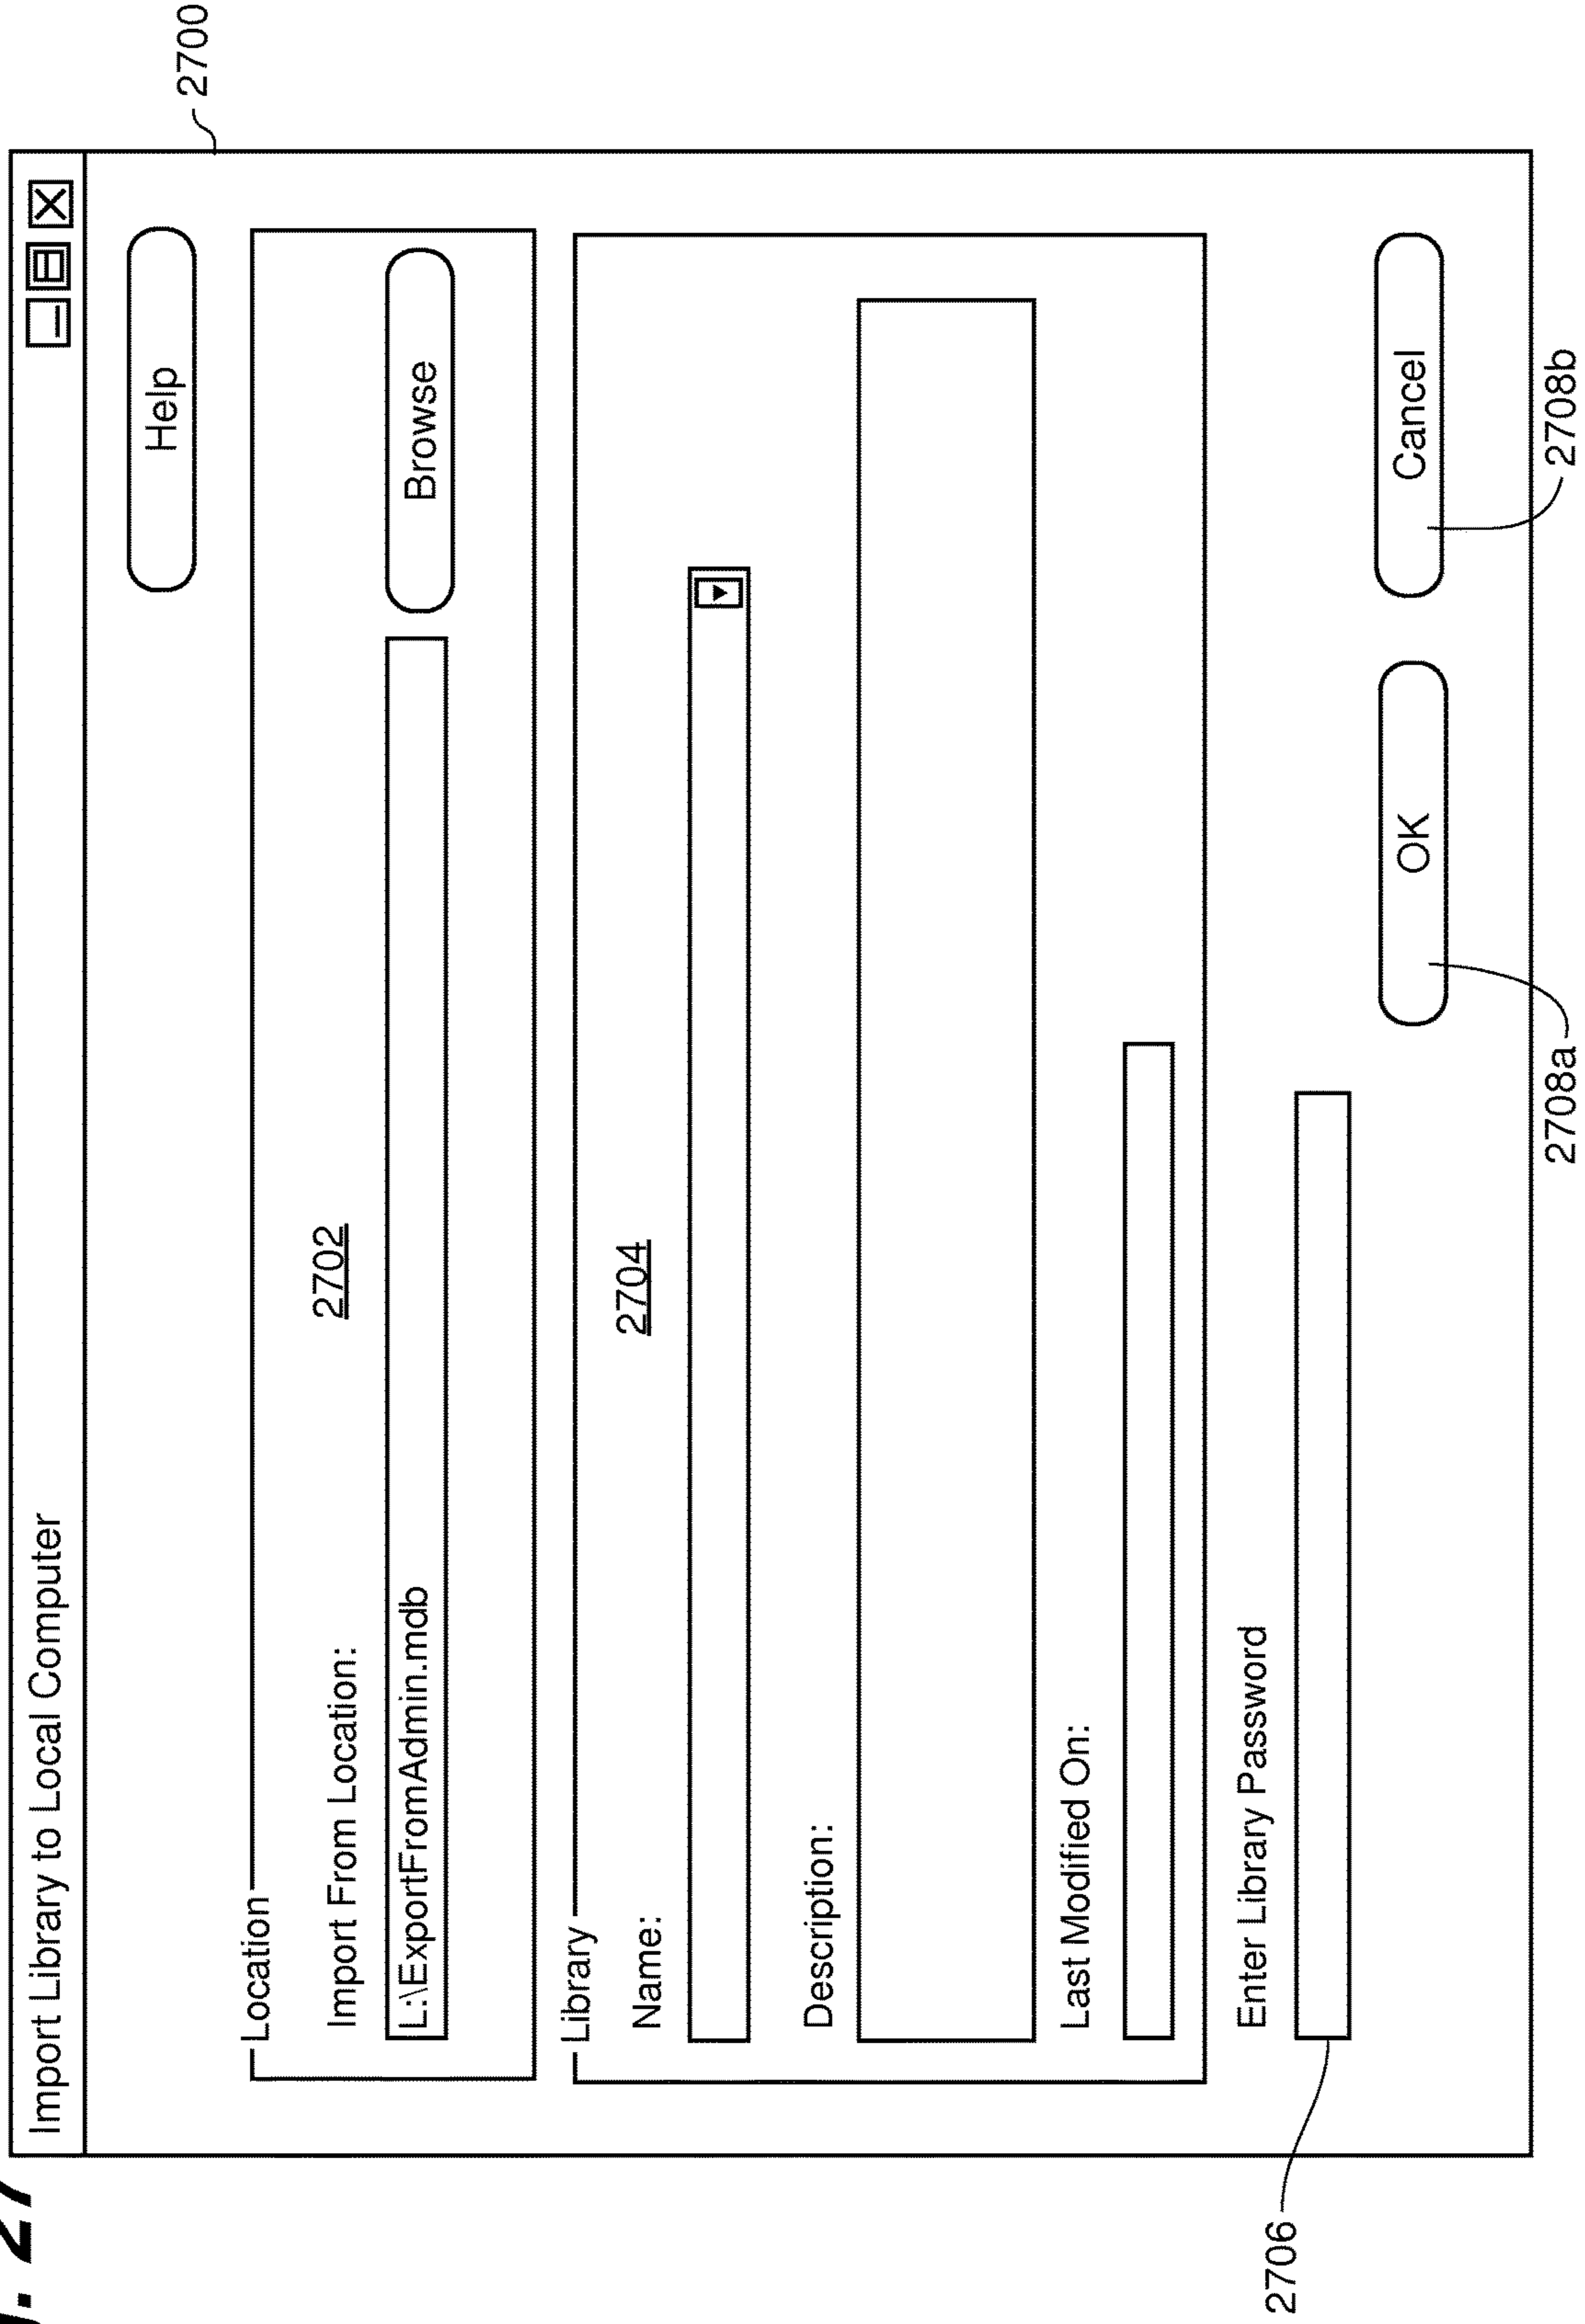 g. 27
Import Library to Local Computer
2700
Help
Location
Import From Location:
2702
L:\ExportFromAdmin.mdb
Browse
Library
Name:
2704
Description:
Last Modified On:
Enter Library Password
2706
OK
Cancel
2708a
2708b